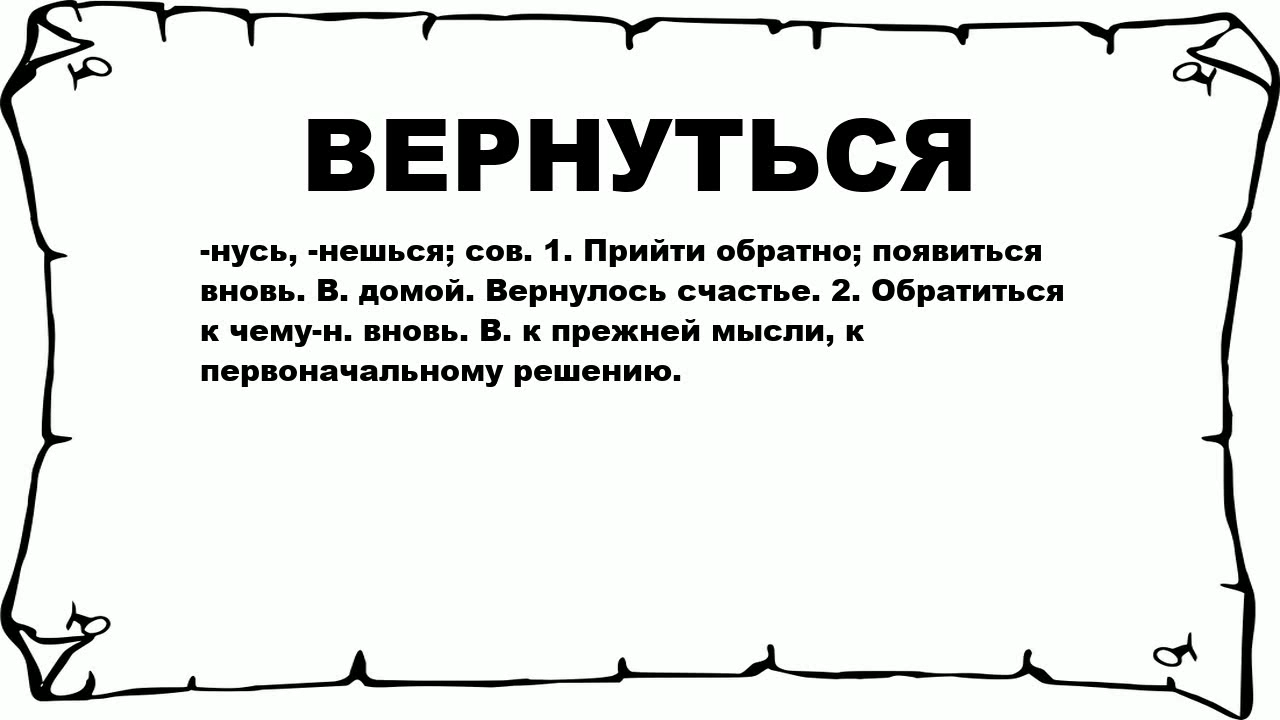 ВЕРНУТЬСЯ
-нусь, -нешься; сов. 1. Прийти обратно; появиться
вновь. В. домой. Вернулось счастье. 2. Обратиться
к чему-н. вновь. В. к прежней мысли, к
первоначальному решению.